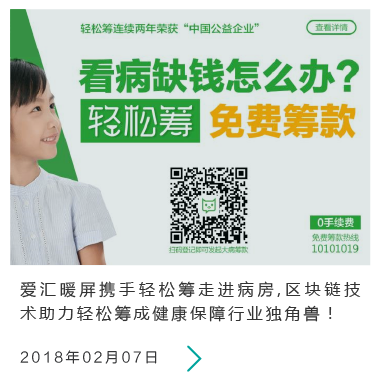 轻松筹连续两年荣获“中国公益企业”
查看详情
看病缺钱怎么办?
轻松筹 免费筹款
扫码登记即可发起大病筹款
0手续费
免费筹款热线
10101019
爱汇暖屏携手轻松筹走进病房,区块链技
术助力轻松筹成健康保障行业独角兽！
2018年02月07日